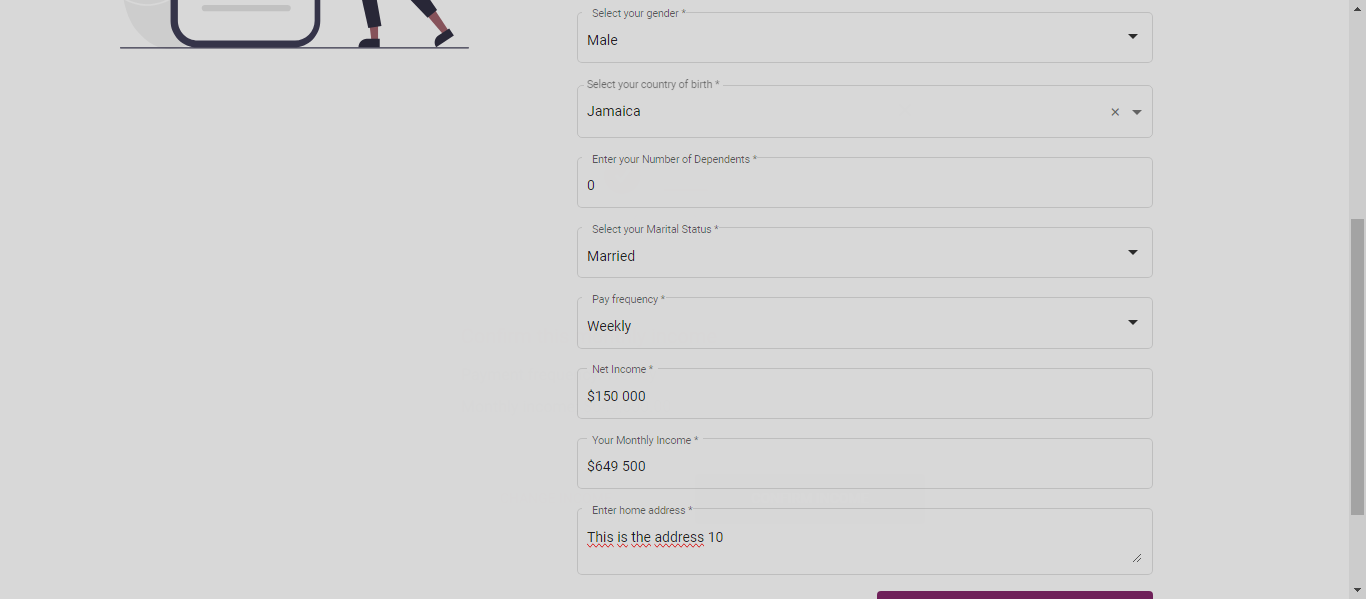 Select your gender *
Male
Select your country of birth *
Jamaica
Enter your Number of Dependents *
0
Select your Marital Status *
Married
Pay frequency *
Weekly
Net Income *
$150 000
Your Monthly Income *
$649 500
Enter home address *
This is the address 10